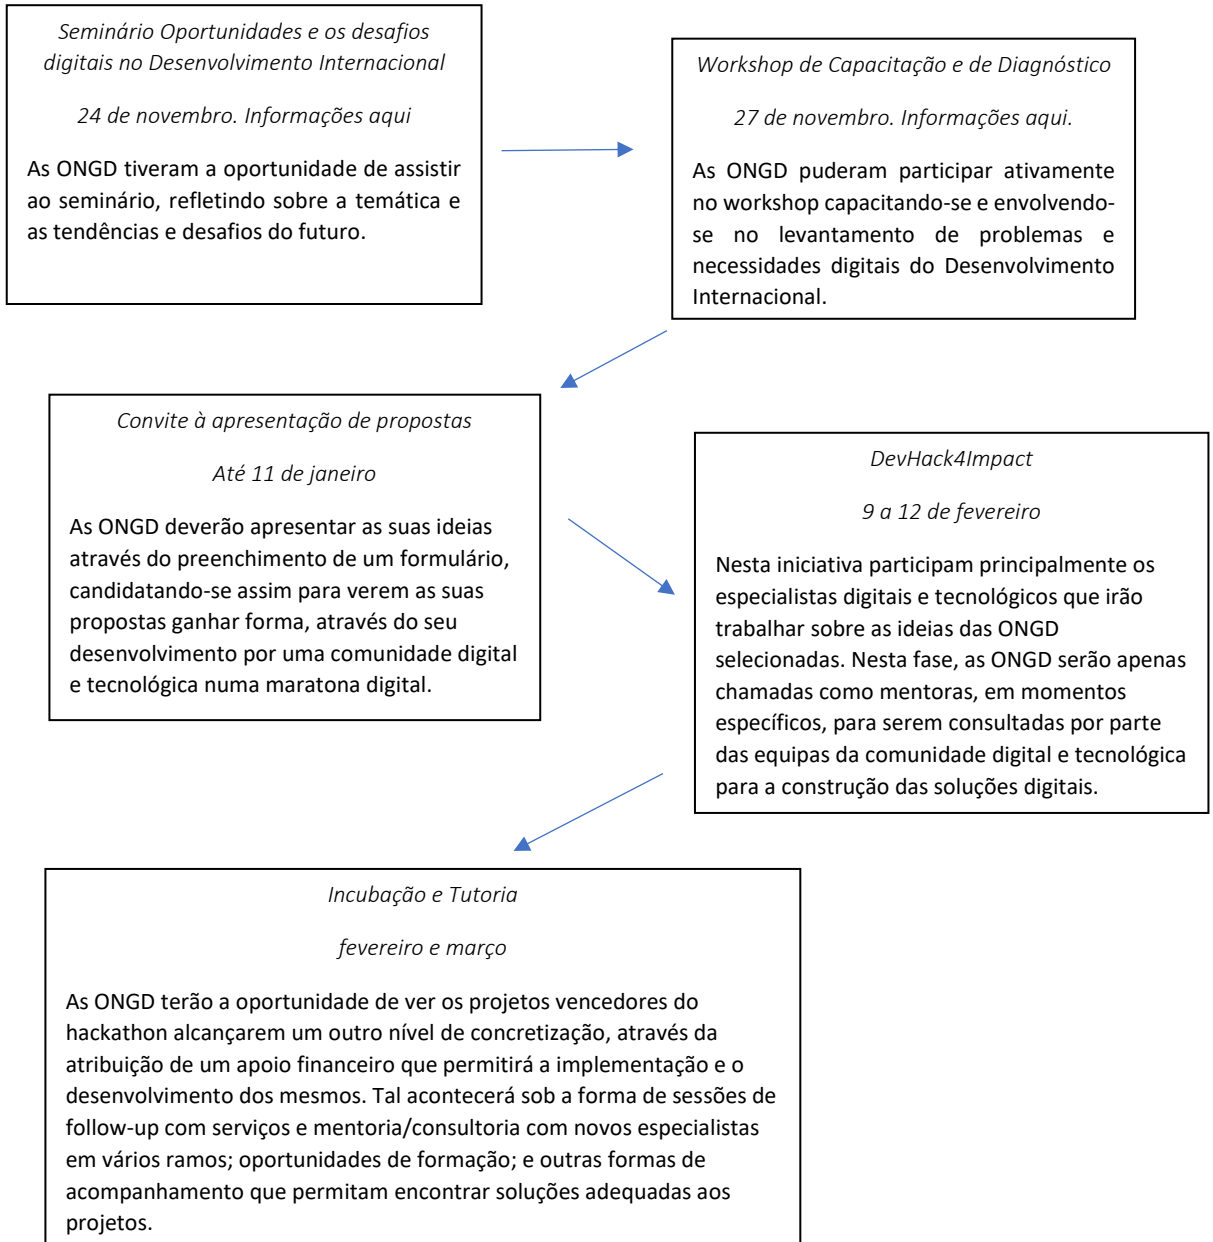 Seminário Oportunidades e os desafios
digitais no Desenvolvimento Internacional
24 de novembro. Informações aqui
As ONGD tiveram a oportunidade de assistir
ao seminário, refletindo sobre a temática e
as tendências e desafios do futuro.
Workshop de Capacitação e de Diagnóstico
27 de novembro. Informações aqui.
As ONGD puderam participar ativamente
no workshop capacitando-se e envolvendo-
se no levantamento de problemas e
necessidades digitais do Desenvolvimento
Internacional.
Convite à apresentação de propostas
Até 11 de janeiro
As ONGD deverão apresentar as suas ideias
através do preenchimento de um formulário,
candidatando-se assim para verem as suas
propostas ganhar forma, através do seu
desenvolvimento por uma comunidade digital
e tecnológica numa maratona digital.
DevHack4Impact
9 a 12 de fevereiro
Nesta iniciativa participam principalmente os
especialistas digitais e tecnológicos que irão
trabalhar sobre as ideias das ONGD
selecionadas. Nesta fase, as ONGD serão apenas
chamadas como mentoras, em momentos
específicos, para serem consultadas por parte
das equipas da comunidade digital e tecnológica
para a construção das soluções digitais.
Incubação e Tutoria
fevereiro e março
As ONGD terão a oportunidade de ver os projetos vencedores do
hackathon alcançarem um outro nível de concretização, através da
atribuição de um apoio financeiro que permitirá a implementação e o
desenvolvimento dos mesmos. Tal acontecerá sob a forma de sessões de
follow-up com serviços e mentoria/consultoria com novos especialistas
em vários ramos; oportunidades de formação; e outras formas de
acompanhamento que permitam encontrar soluções adequadas aos
projetos.